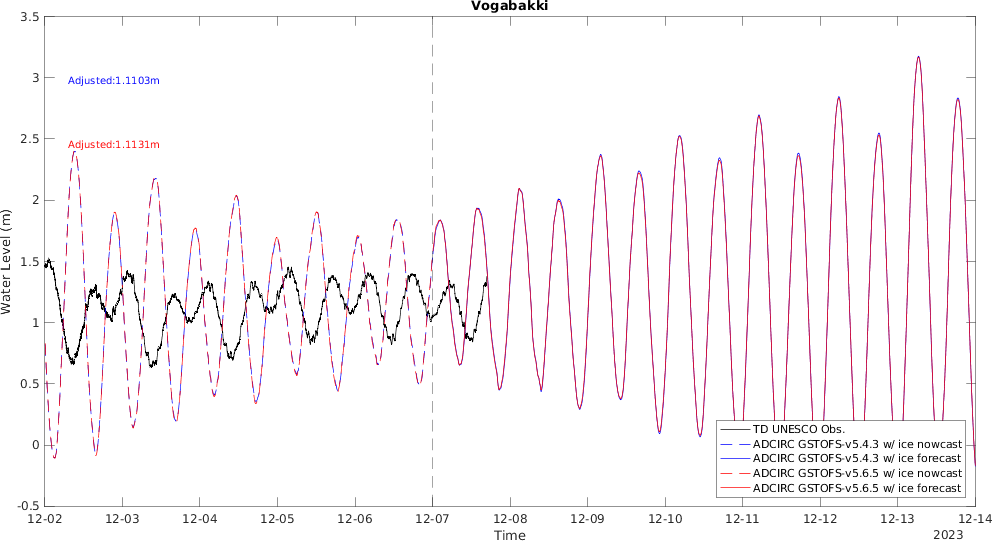 Vogabakki
3.5
3
2.5
2
1.5
1
0.5
0
-0.5
Water Level (m)
Adjusted:1.1103m
Adjusted:1.1131m
TD UNESCO Obs.
ADCIRC GSTOFS-v5.4.3 w/ ice nowcast
ADCIRC GSTOFS-v5.4.3 w/ ice forecast
ADCIRC GSTOFS-v5.6.5 w/ ice nowcast
ADCIRC GSTOFS-v5.6.5 w/ ice forecast
12-02 12-03 12-04 12-05 12-06 12-07 12-08 12-09 12-10 12-11 12-12 12-13 12-14
Time
2023